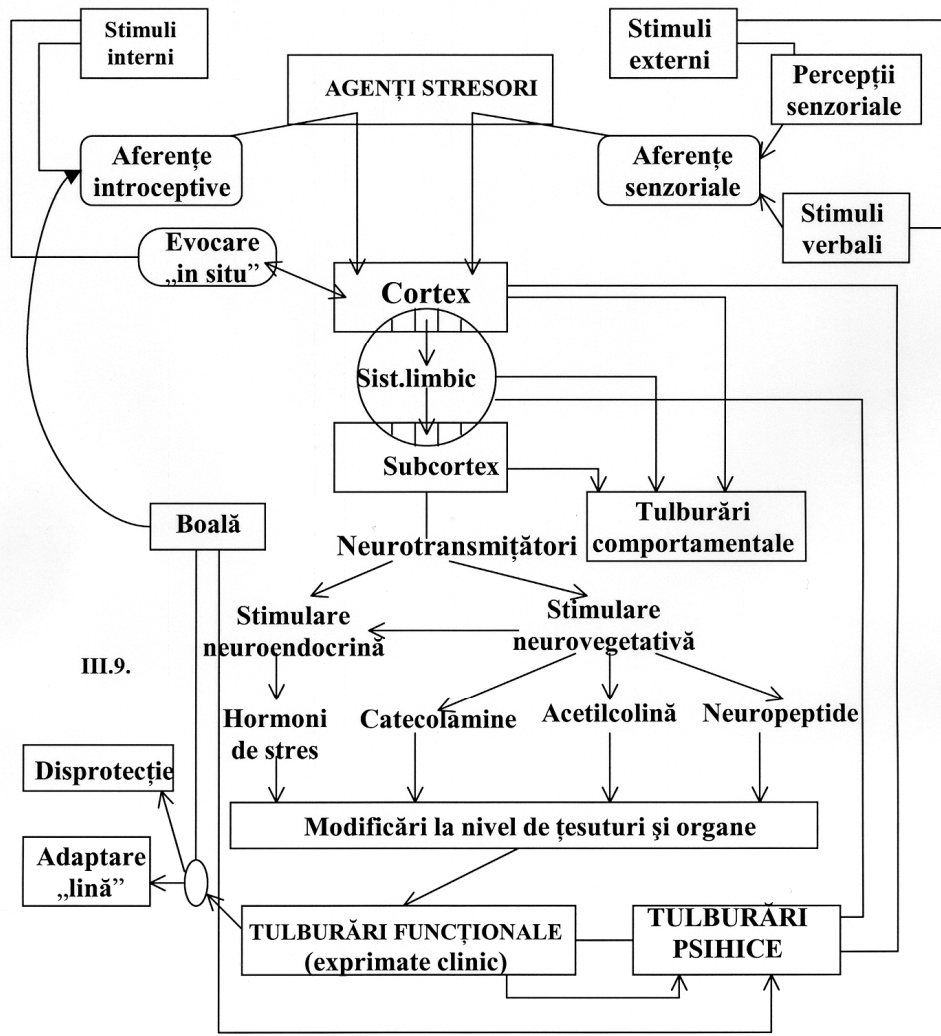 Stimuli
interni
Stimuli
externi
AGENȚI STRESORI
Percepții
senzoriale
Aferențe
introceptive
Aferențe
senzoriale
Stimuli
verbali
Evocare
„in situ”
Cortex
Sist.limbic
Subcortex
Boală
Tulburări
comportamentale
Neurotransmițători
Stimulare
neuroendocrină
Stimulare
neurovegetativă
III.9.
Hormoni
de stres
Catecolamine
Acetilcolină
Neuropeptide
Disprotecție
Modificări la nivel de țesuturi şi organe
Adaptare
„lină”
TULBURĂRI FUNCȚIONALE
(exprimate clinic)
TULBURĂRI
PSIHICE